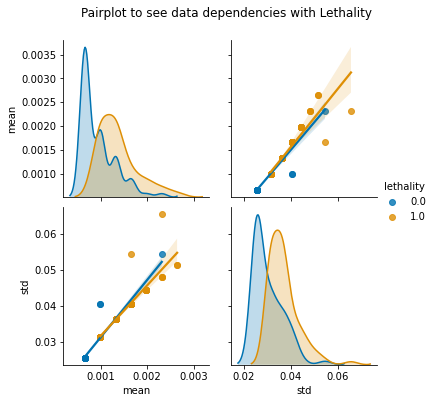 Pairplot to see data dependencies with Lethality
0.0035
0.0030
0.0025
0.0020
0.0015
0.0010
mean
lethality
0.0
1.0
0.06
0.05
0.04
0.03
std
0.001 0.002 0.003
mean
0.02 0.04 0.06
std